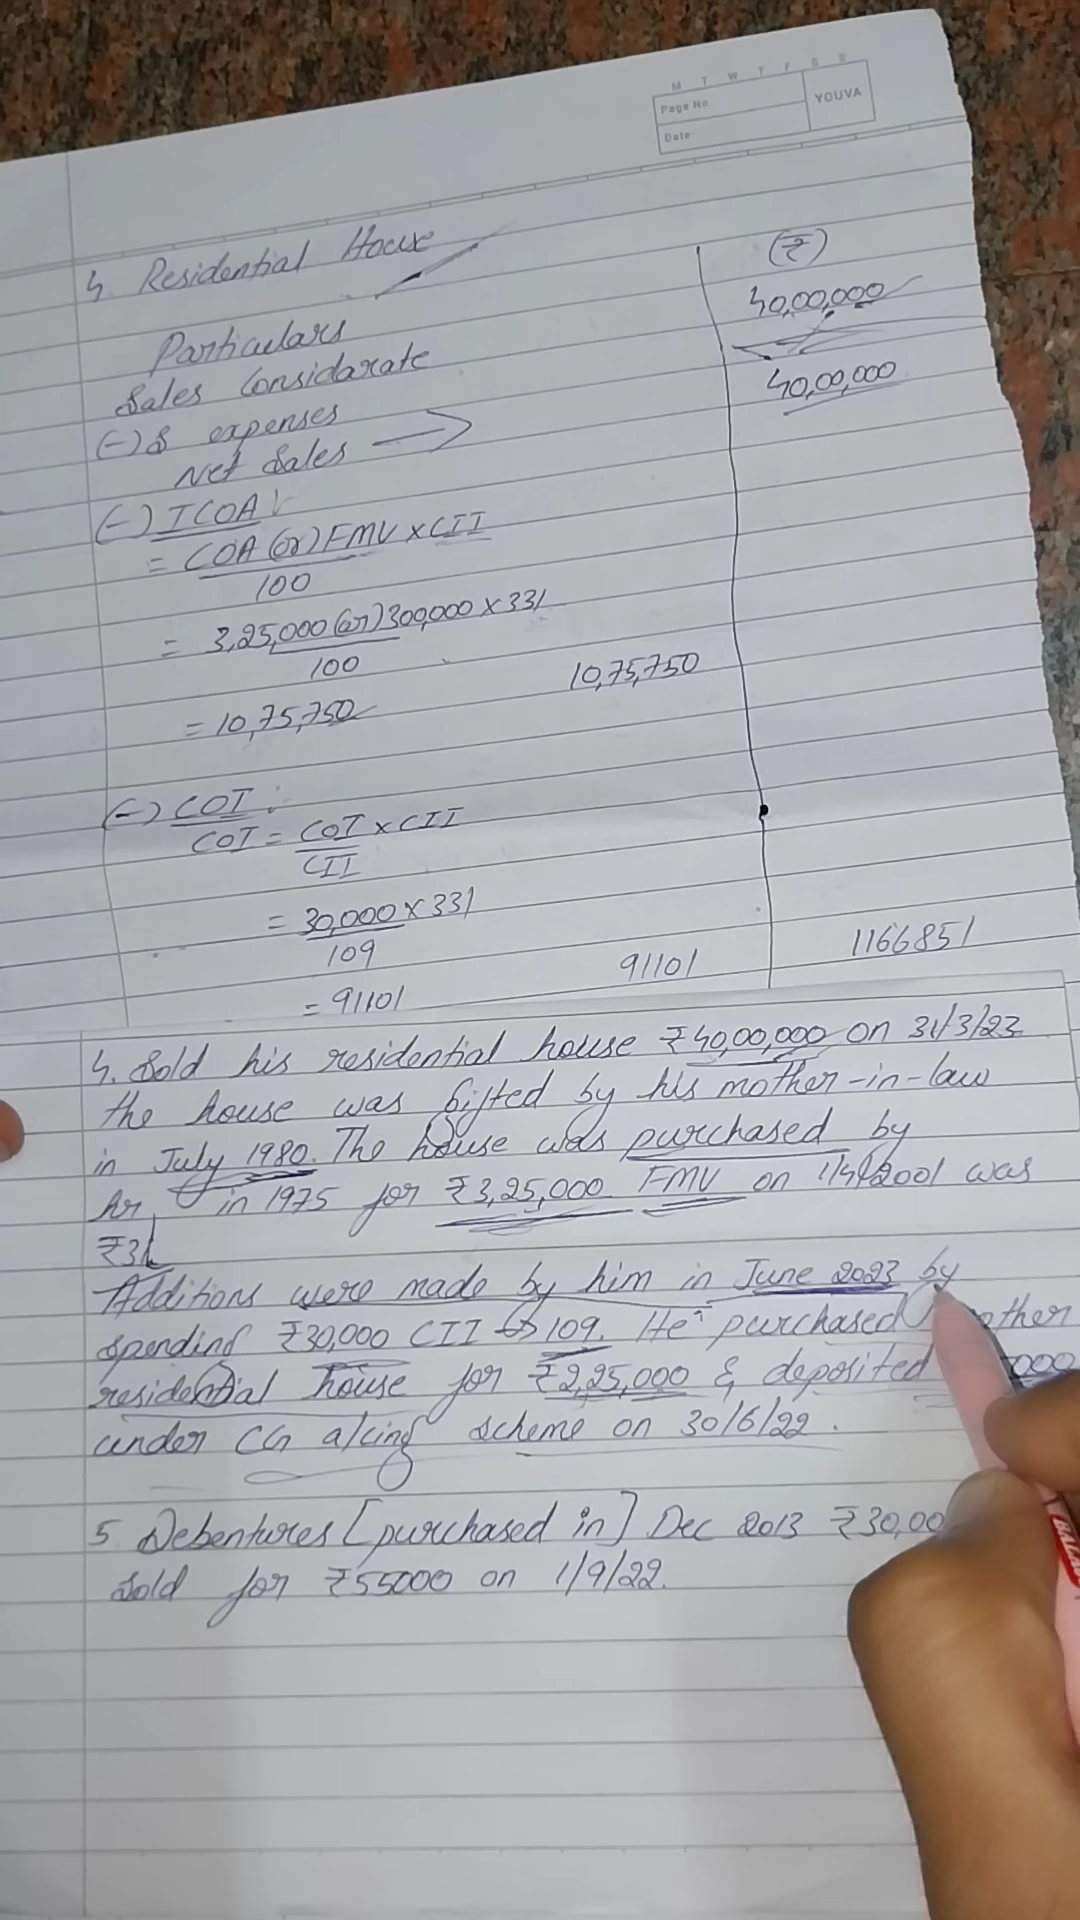 M T W T F S S
Page No
YOUVA
Date:
4. Residential House
(₹)
Particulars
Sales Considarate
40,00,000
(-) S expenses
Net Sales
40,00,000
(-) ICOA:
= COA (or) FMV x CII
100
= 3,25,000 (or) 300,000 x 331
100
= 10,75,750
10,75,750
(-) COI:
COI = COI x CII
CII
= 30,000 x 331
109
= 91101
91101
1166851
4. Sold his residential house ₹40,00,000 on 31/3/23
the house was gifted by his mother-in-law
in July 1980. The house was purchased by
in 1975 for ₹3,25,000 FMV on 1/4/2001 was
₹3L
Additions were made by him in June 2023 by
spending ₹30,000 CII 109. He purchased
residential house for ₹2,25,000 & deposited
under CG a/cing scheme on 30/6/22.
5. Debentures [purchased in] Dec 2013 ₹30,00
Sold for ₹55000 on 1/9/22.